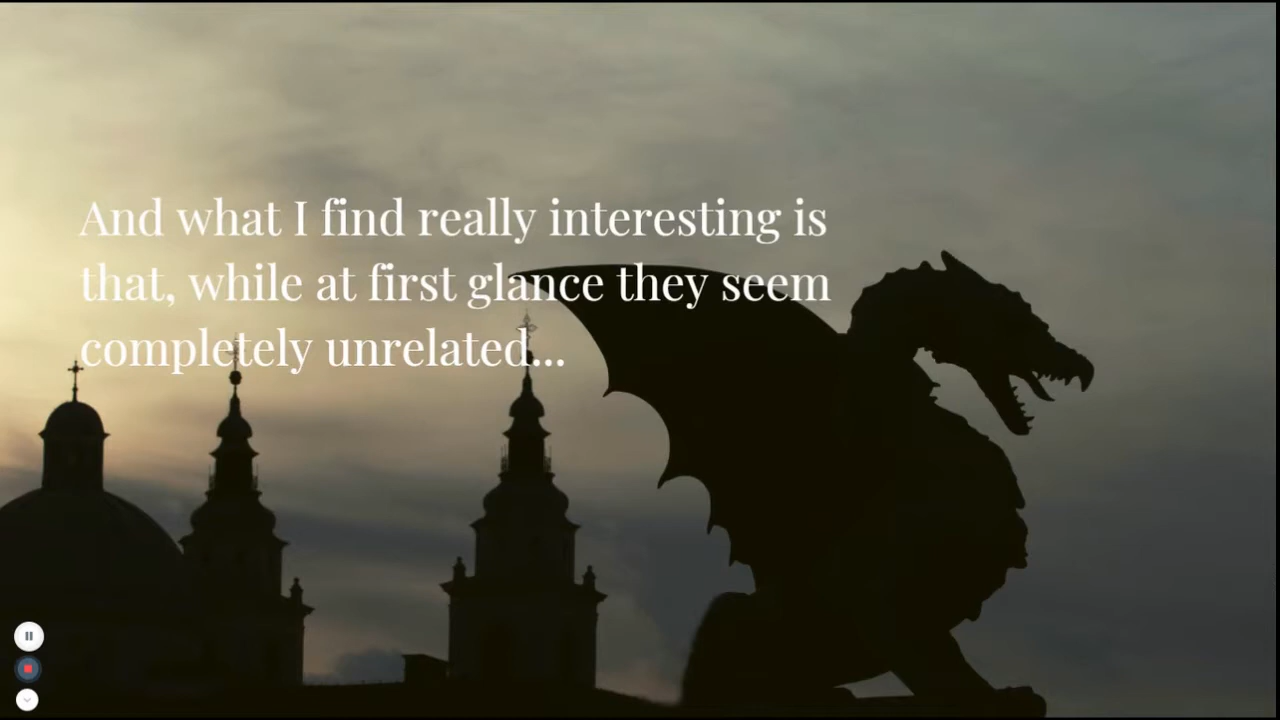 And what I find really interesting is
that, while at first glance they seem
completely unrelated...